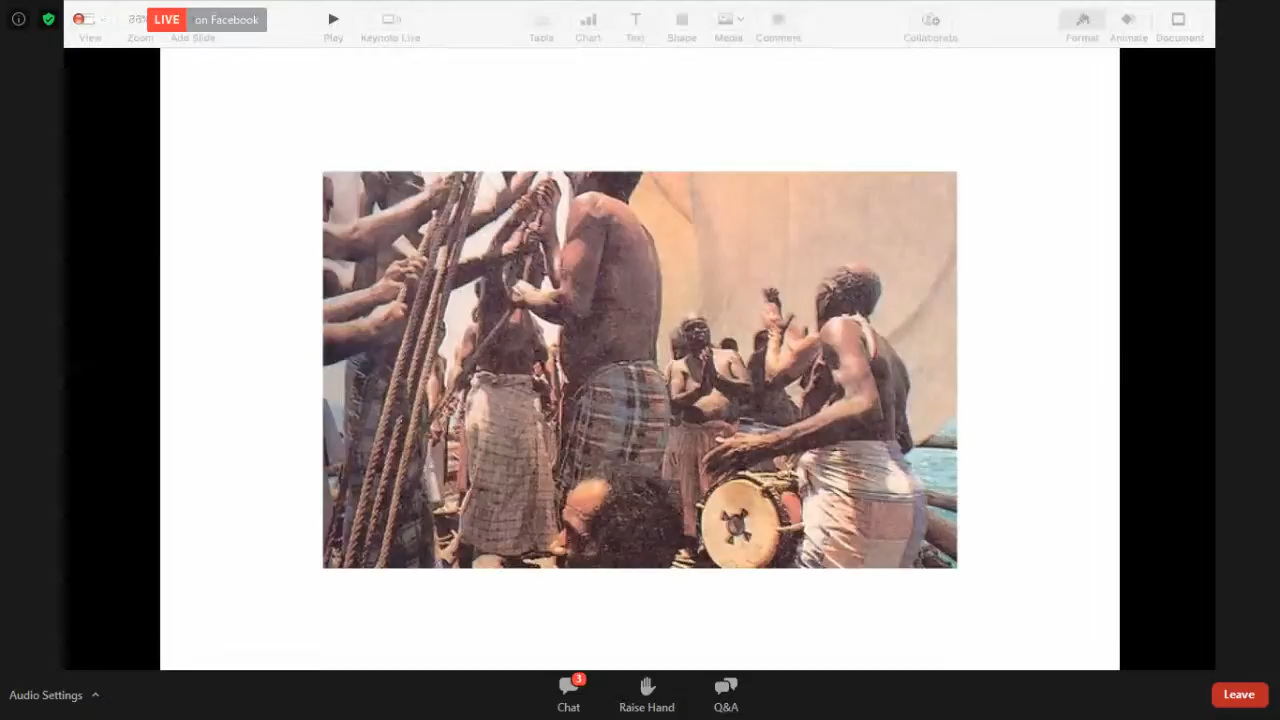 LIVE on Facebook
View Zoom Add Slide Play Keynote Live Table Chart Text Shape Media Comment Collaborate Format Animate Document
Audio Settings Chat 3 Raise Hand Q&A Leave